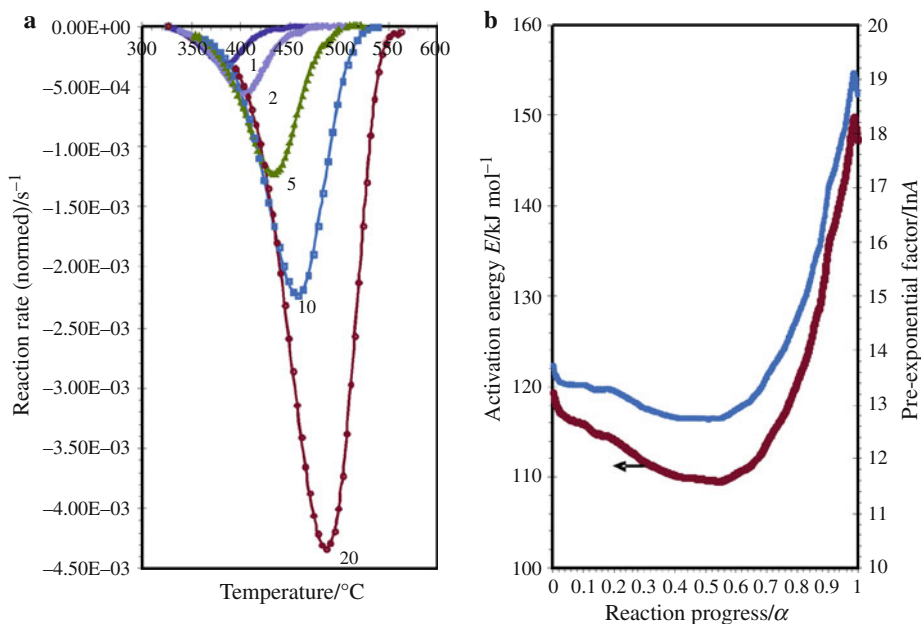 a
0.00E+00
300 350 400 450 500 550 600
−5.00E−04
−1.00E−03
−1.50E−03
−2.00E−03
−2.50E−03
−3.00E−03
−3.50E−03
−4.00E−03
−4.50E−03
Reaction rate (normed)/s−1
1
2
5
10
20
Temperature/°C
b
160
150
140
130
120
110
100
Activation energy E/kJ mol−1
20
19
18
17
16
15
14
13
12
11
10
Pre-exponential factor/InA
0 0.1 0.2 0.3 0.4 0.5 0.6 0.7 0.8 0.9 1
Reaction progress/α